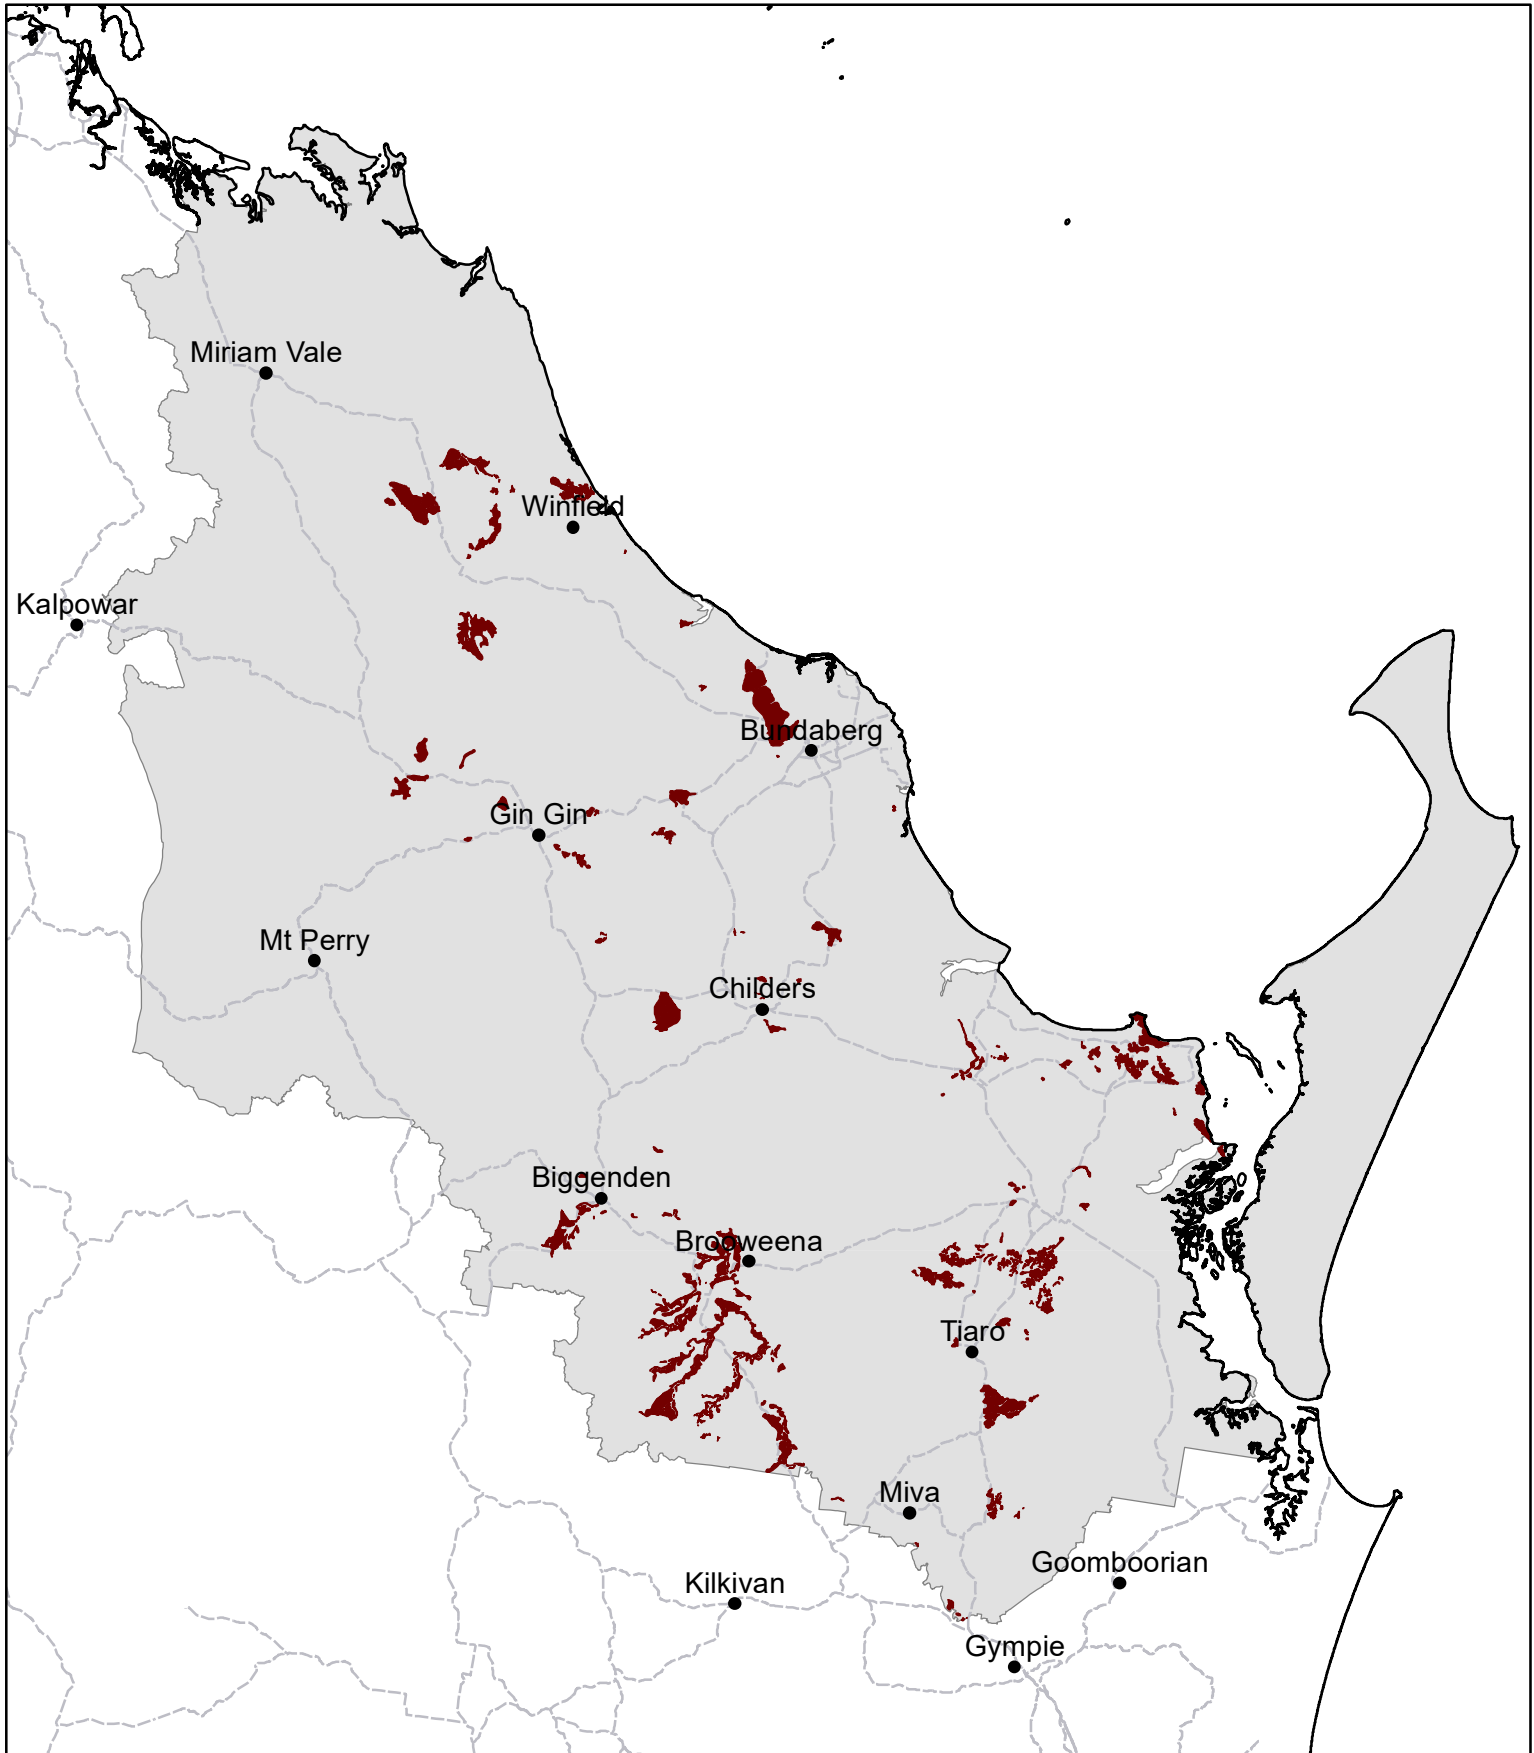 Miriam Vale
Winfield
Kalpowar
Bundaberg
Gin Gin
Mt Perry
Childers
Biggenden
Brooweena
Tiaro
Miva
Goomboorian
Kilkivan
Gympie